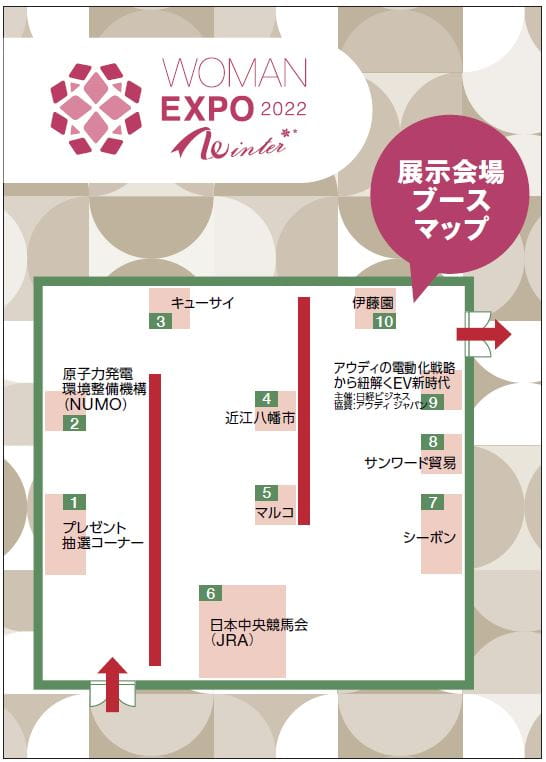 WOMAN
EXPO 2022
Winter
展示会場
ブース
マップ
キューサイ
3
伊藤園
10
原子力発電
環境整備機構
(NUMO)
2
アウディの電動化戦略
から紐解くEV新時代
主催:日経ビジネス
協賛:アウディ ジャパン
9
4
近江八幡市
8
サンワード貿易
1
プレゼント
抽選コーナー
5
マルコ
7
シーボン
6
日本中央競馬会
(JRA)